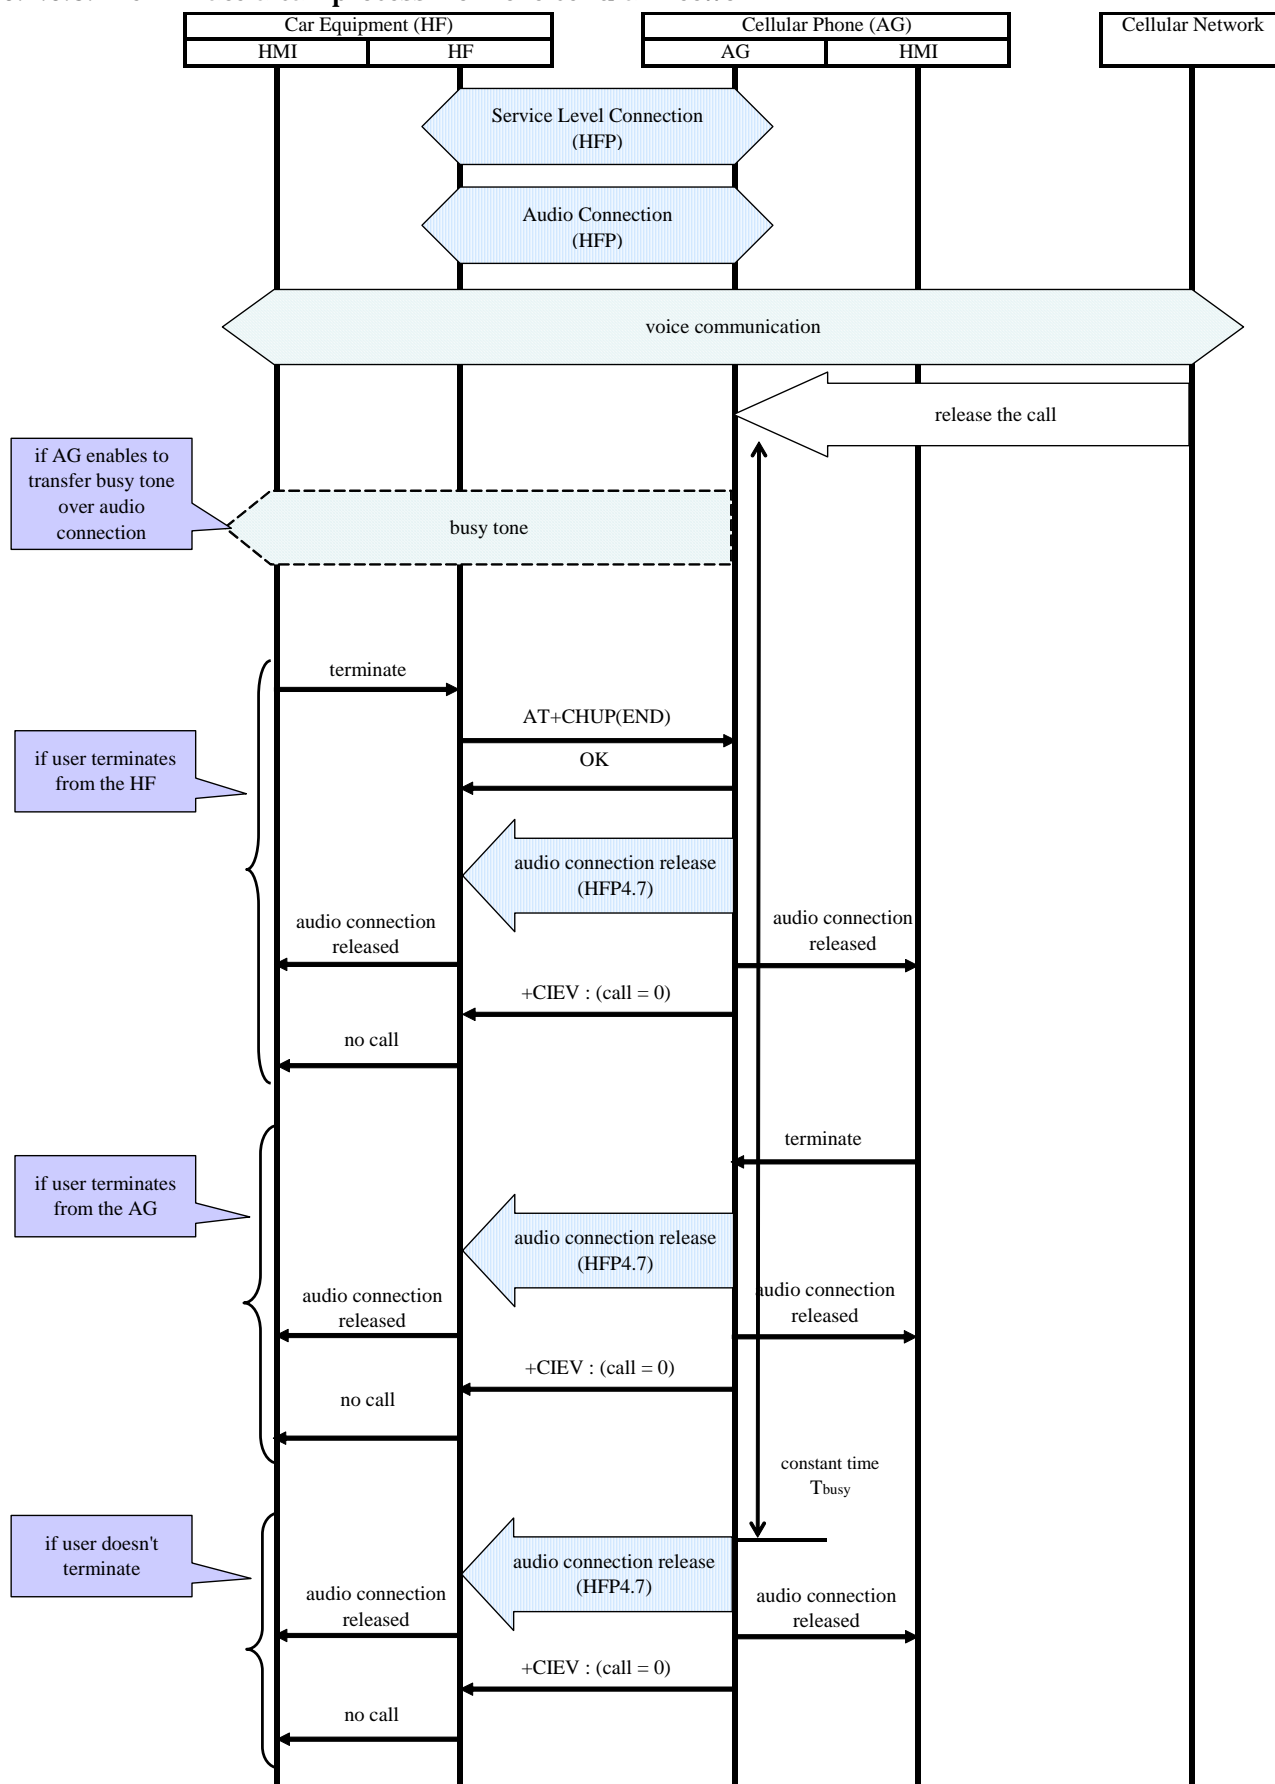 Car Equipment (HF)
Cellular Phone (AG)
Cellular Network
HMI
HF
AG
HMI
Service Level Connection
(HFP)
Audio Connection
(HFP)
voice communication
release the call
if AG enables to
transfer busy tone
over audio
connection
busy tone
terminate
AT+CHUP(END)
OK
if user terminates
from the HF
audio connection release
(HFP4.7)
audio connection
released
audio connection
released
+CIEV : (call = 0)
no call
terminate
if user terminates
from the AG
audio connection release
(HFP4.7)
audio connection
released
audio connection
released
+CIEV : (call = 0)
no call
constant time
Tbusy
if user doesn't
terminate
audio connection release
(HFP4.7)
audio connection
released
audio connection
released
+CIEV : (call = 0)
no call